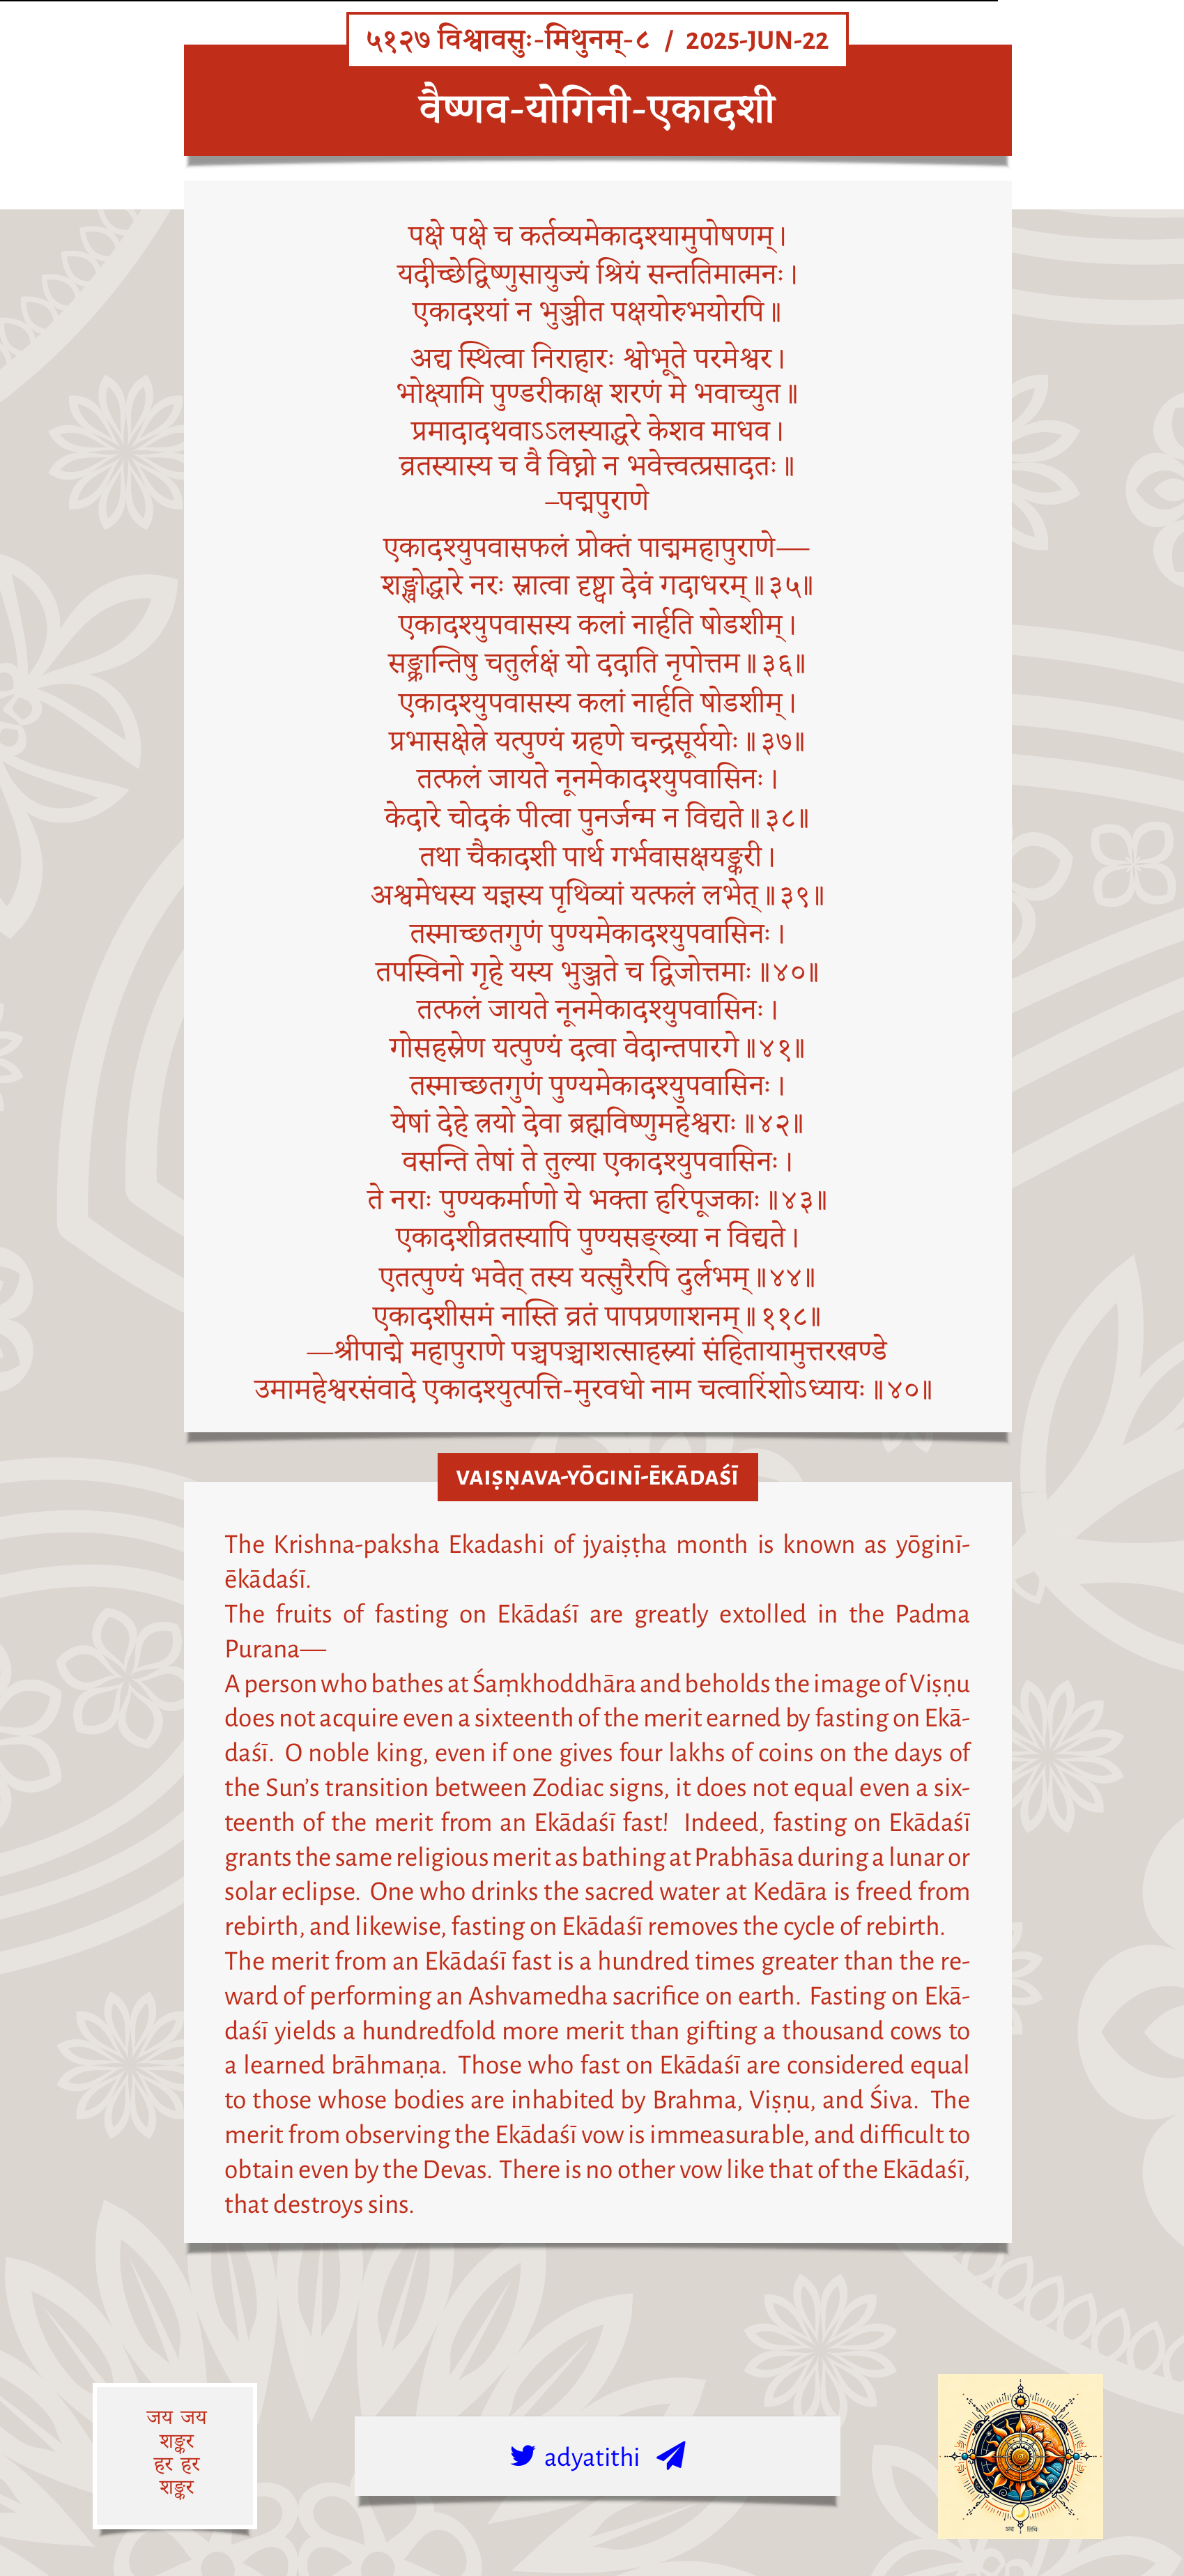 ५१२७ विश्वावसुः-मिथुनम्-८ / 2025-JUN-22
वैष्णव-योगिनी-एकादशी
पक्षे पक्षे च कर्तव्यमेकादश्यामुपोषणम्।
यदीच्छेद्विष्णुसायुज्यं श्रियं सन्ततिमात्मनः।
एकादश्यां न भुञ्जीत पक्षयोरुभयोरपि॥
अद्य स्थित्वा निराहारः श्वोभूते परमेश्वर।
भोक्ष्यामि पुण्डरीकाक्ष शरणं मे भवाच्युत॥
प्रमादादथवाऽऽलस्याद्धरे केशव माधव।
व्रतस्यास्य च वै विघ्नो न भवेत्त्वत्प्रसादतः॥
–पद्मपुराणे
एकादश्युपवासफलं प्रोक्तं पाद्ममहापुराणे—
शङ्खोद्धारे नरः स्नात्वा दृष्ट्वा देवं गदाधरम्॥३५॥
एकादश्युपवासस्य कलां नार्हति षोडशीम्।
सङ्क्रान्तिषु चतुर्लक्षं यो ददाति नृपोत्तम॥३६॥
एकादश्युपवासस्य कलां नार्हति षोडशीम्।
प्रभासक्षेत्रे यत्पुण्यं ग्रहणे चन्द्रसूर्ययोः॥३७॥
तत्फलं जायते नूनमेकादश्युपवासिनः।
केदारे चोदकं पीत्वा पुनर्जन्म न विद्यते॥३८॥
तथा चैकादशी पार्थ गर्भवासक्षयङ्करी।
अश्वमेधस्य यज्ञस्य पृथिव्यां यत्फलं लभेत्॥३९॥
तस्माच्छतगुणं पुण्यमेकादश्युपवासिनः।
तपस्विनो गृहे यस्य भुञ्जते च द्विजोत्तमाः॥४०॥
तत्फलं जायते नूनमेकादश्युपवासिनः।
गोसहस्रेण यत्पुण्यं दत्वा वेदान्तपारगे॥४१॥
तस्माच्छतगुणं पुण्यमेकादश्युपवासिनः।
येषां देहे त्रयो देवा ब्रह्मविष्णुमहेश्वराः॥४२॥
वसन्ति तेषां ते तुल्या एकादश्युपवासिनः।
ते नराः पुण्यकर्माणो ये भक्ता हरिपूजकाः॥४३॥
एकादशीव्रतस्यापि पुण्यसङ्ख्या न विद्यते।
एतत्पुण्यं भवेत् तस्य यत्सुरैरपि दुर्लभम्॥४४॥
एकादशीसमं नास्ति व्रतं पापप्रणाशनम्॥११८॥
—श्रीपाद्मे महापुराणे पञ्चपञ्चाशत्साहस्र्यां संहितायामुत्तरखण्डे
उमामहेश्वरसंवादे एकादश्युत्पत्ति-मुरवधो नाम चत्वारिंशोऽध्यायः॥४०॥
VAIṢṆAVA-YŌGINĪ-ĒKĀDAŚĪ
The Krishna-paksha Ekadashi of jyaiṣṭha month is known as yōginī-
ēkādaśī.
The fruits of fasting on Ekādaśī are greatly extolled in the Padma
Purana—
A person who bathes at Śaṃkhoddhāra and beholds the image of Viṣṇu
does not acquire even a sixteenth of the merit earned by fasting on Ekā-
daśī. O noble king, even if one gives four lakhs of coins on the days of
the Sun's transition between Zodiac signs, it does not equal even a six-
teenth of the merit from an Ekādaśī fast! Indeed, fasting on Ekādaśī
grants the same religious merit as bathing at Prabhāsa during a lunar or
solar eclipse. One who drinks the sacred water at Kedāra is freed from
rebirth, and likewise, fasting on Ekādaśī removes the cycle of rebirth.
The merit from an Ekādaśī fast is a hundred times greater than the re-
ward of performing an Ashvamedha sacrifice on earth. Fasting on Ekā-
daśī yields a hundredfold more merit than gifting a thousand cows to
a learned brāhmaṇa. Those who fast on Ekādaśī are considered equal
to those whose bodies are inhabited by Brahma, Viṣṇu, and Śiva. The
merit from observing the Ekādaśī vow is immeasurable, and difficult to
obtain even by the Devas. There is no other vow like that of the Ekādaśī,
that destroys sins.
जय जय
शङ्कर
हर हर
शङ्कर
adyatithi
अद्य तिथिः